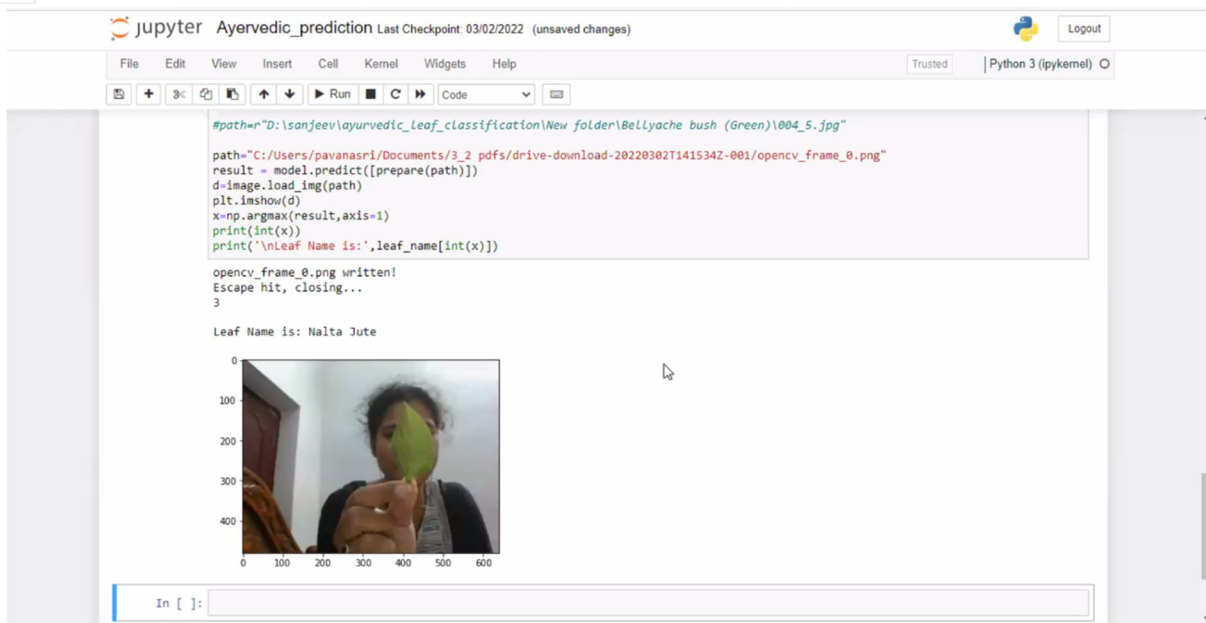 jupyter Ayervedic_prediction Last Checkpoint: 03/02/2022 (unsaved changes)
Logout
File Edit View Insert Cell Kernel Widgets Help
Trusted Python 3 (ipykernel)
Run Code
#path=r"D:\sanjeev\ayurvedic_leaf_classification\New folder\Bellyache bush (Green)\004_5.jpg"
path="C:/Users/pavanasri/Documents/3_2 pdfs/drive-download-20220302T141534Z-001/opencv_frame_0.png"
result = model.predict([prepare(path)])
d=image.load_img(path)
plt.imshow(d)
x=np.argmax(result,axis=1)
print(int(x))
print('\nLeaf Name is:',leaf_name[int(x)])
opencv_frame_0.png written!
Escape hit, closing...
3
Leaf Name is: Nalta Jute
0
100
200
300
400
0 100 200 300 400 500 600
In [ ]: